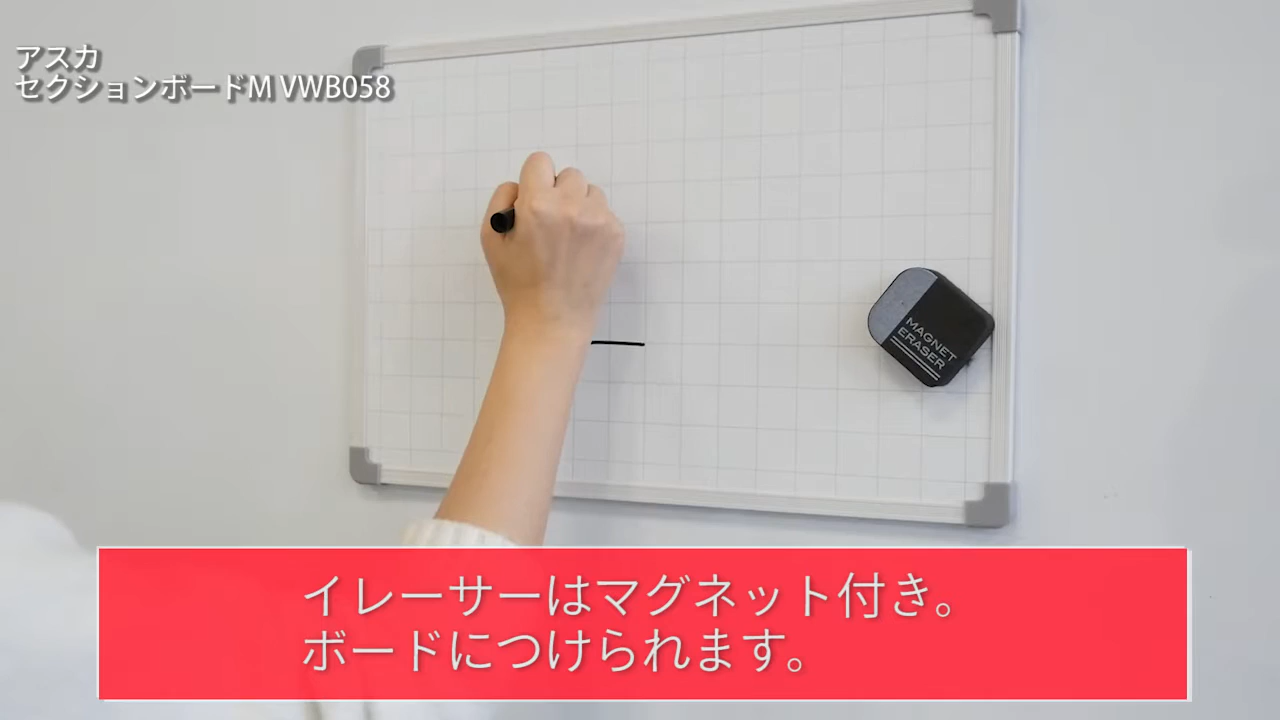 アスカ
セクションボードM VWB058
MAGNET
ERASER
イレーサーはマグネット付き。
ボードにつけられます。